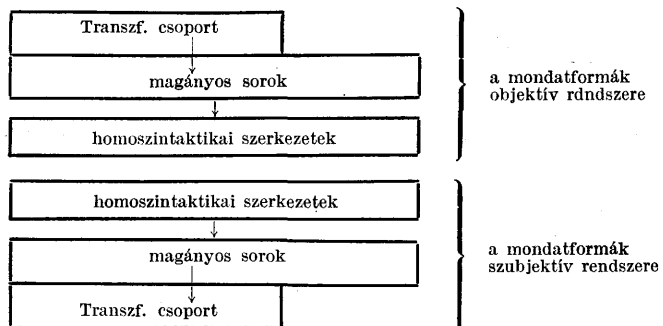 Transzf. csoport
magányos sorok
homoszintaktikai szerkezetek
a mondatformák
objektív rdndszere
homoszintaktikai szerkezetek
magányos sorok
Transzf. csoport
a mondatformák
szubjektív rendszere